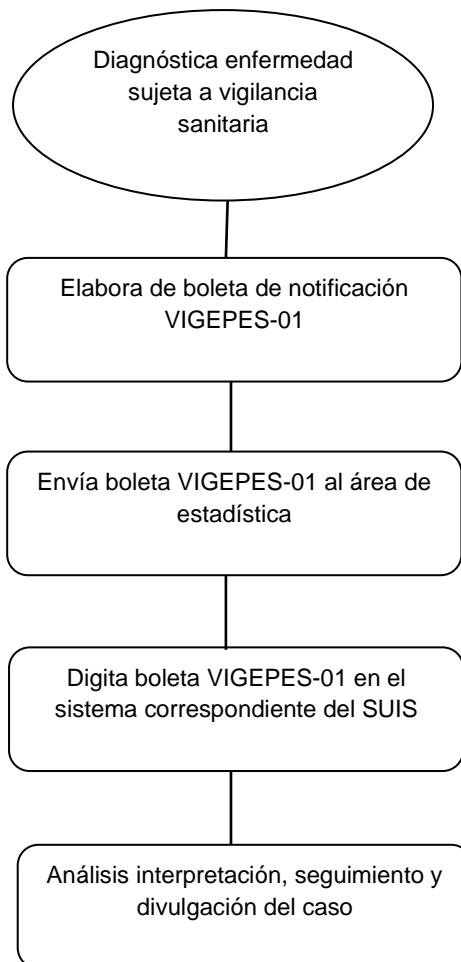 Diagnóstica enfermedad
sujeta a vigilancia
sanitaria
Elabora de boleta de notificación
VIGEPES-01
Envía boleta VIGEPES-01 al área de
estadística
Digita boleta VIGEPES-01 en el
sistema correspondiente del SUIS
Análisis interpretación, seguimiento y
divulgación del caso